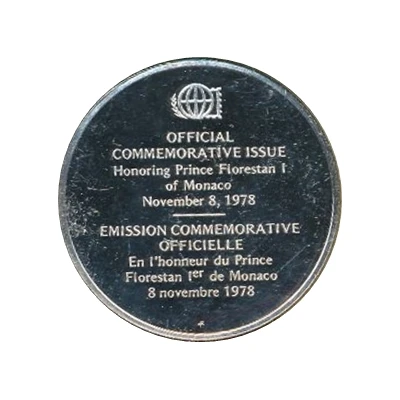 OFFICIAL
COMMEMORATIVE ISSUE
Honoring Prince Florestan I
of Monaco
November 8, 1978
EMISSION COMMEMORATIVE
OFFICIELLE
En l'honneur du Prince
Florestan Ier de Monaco
8 novembre 1978